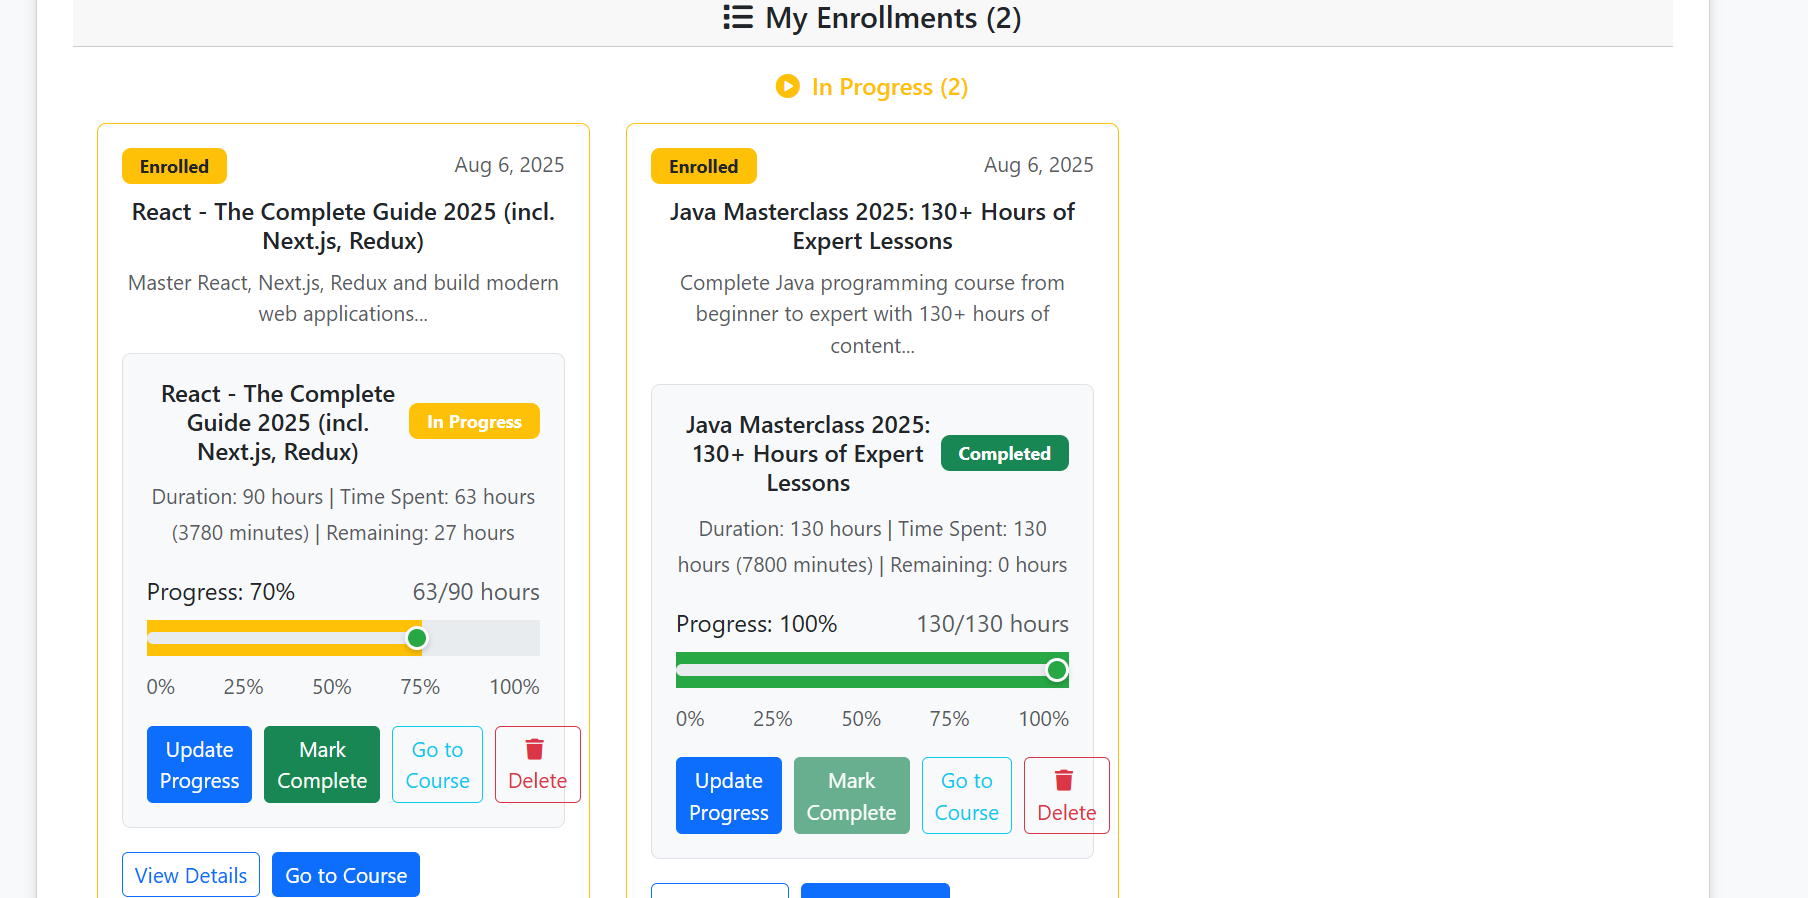 My Enrollments (2)
In Progress (2)
Enrolled
Aug 6, 2025
React - The Complete Guide 2025 (incl.
Next.js, Redux)
Master React, Next.js, Redux and build modern
web applications...
React - The Complete
Guide 2025 (incl.
Next.js, Redux)
In Progress
Duration: 90 hours | Time Spent: 63 hours
(3780 minutes) | Remaining: 27 hours
Progress: 70%
63/90 hours
0% 25% 50% 75% 100%
Update
Progress
Mark
Complete
Go to
Course
Delete
View Details
Go to Course
Enrolled
Aug 6, 2025
Java Masterclass 2025: 130+ Hours of
Expert Lessons
Complete Java programming course from
beginner to expert with 130+ hours of
content...
Java Masterclass 2025:
130+ Hours of Expert
Lessons
Completed
Duration: 130 hours | Time Spent: 130
hours (7800 minutes) | Remaining: 0 hours
Progress: 100%
130/130 hours
0% 25% 50% 75% 100%
Update
Progress
Mark
Complete
Go to
Course
Delete